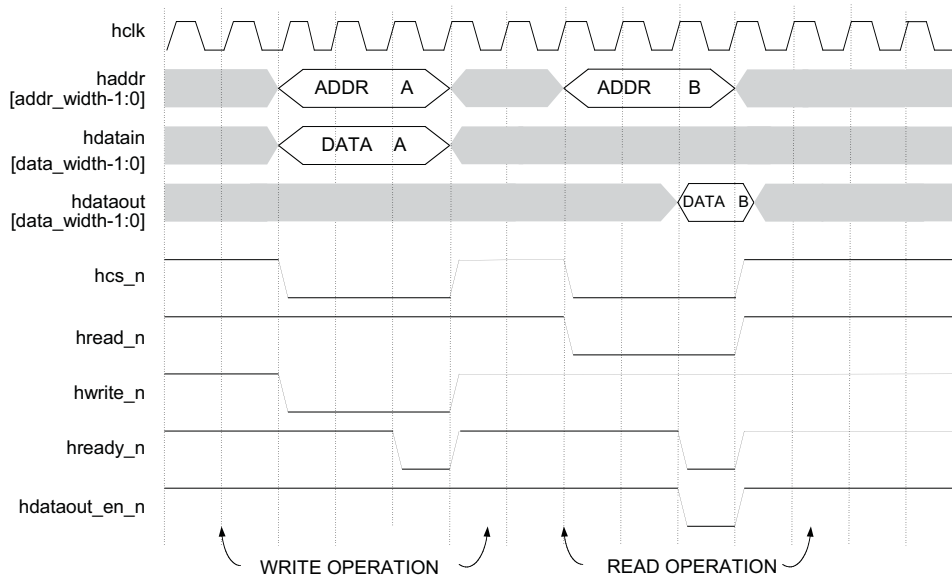 hclk
haddr
[addr_width-1:0]
ADDR A
ADDR B
hdatain
[data_width-1:0]
DATA A
hdataout
[data_width-1:0]
DATA B
hcs_n
hread_n
hwrite_n
hready_n
hdataout_en_n
WRITE OPERATION
READ OPERATION